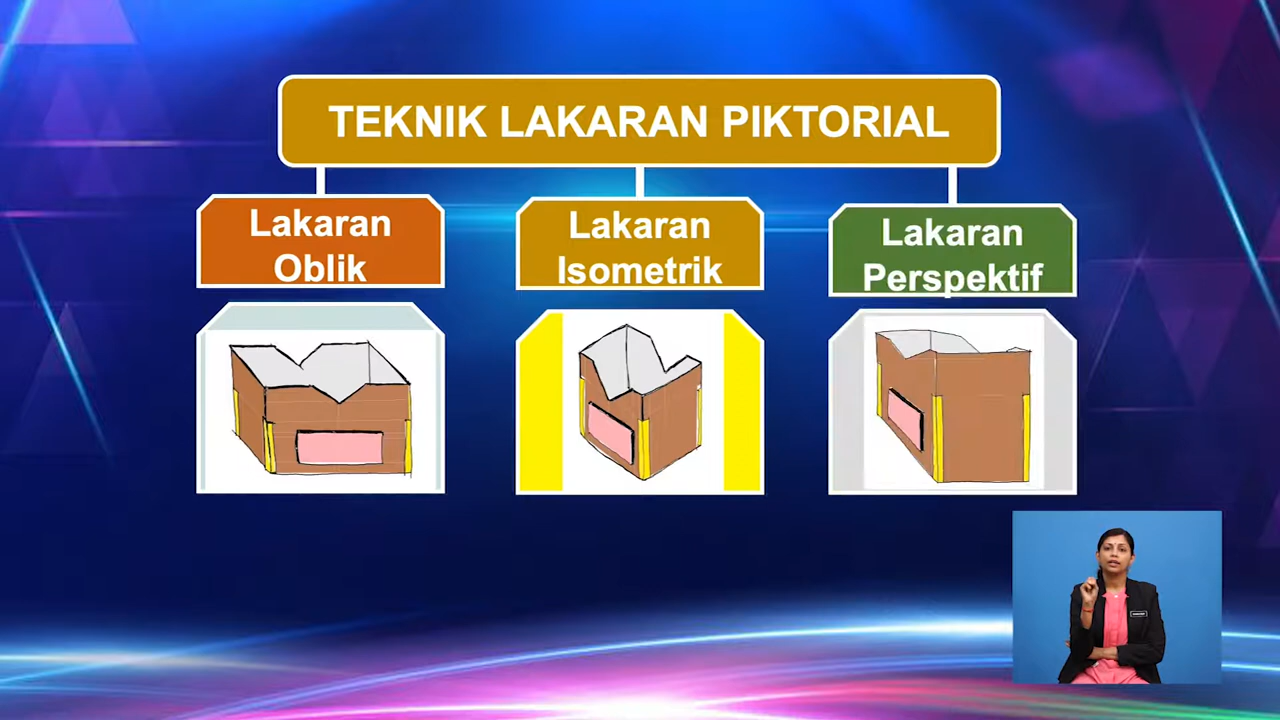 TEKNIK LAKARAN PIKTORIAL
Lakaran
Oblik
Lakaran
Isometrik
Lakaran
Perspektif